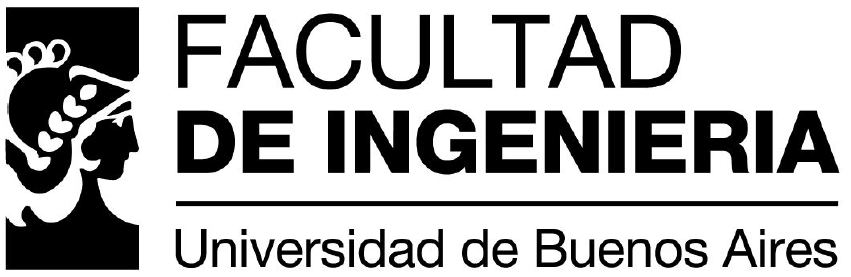 FACULTAD
DE INGENIERIA
Universidad de Buenos Aires